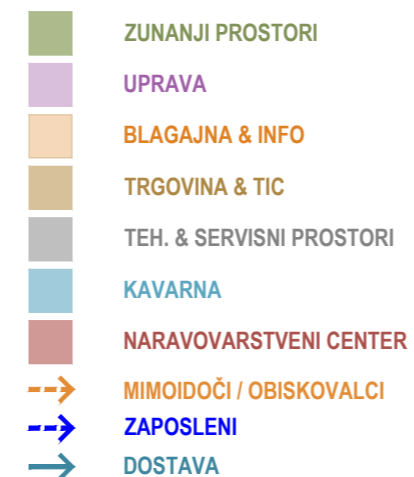 ZUNANJI PROSTORI
UPRAVA
BLAGAJNA & INFO
TRGOVINA & TIC
TEH. & SERVISNI PROSTORI
KAVARNA
NARAVOVARSTVENI CENTER
MIMOIDOČI / OBISKOVALCI
ZAPOSLENI
DOSTAVA